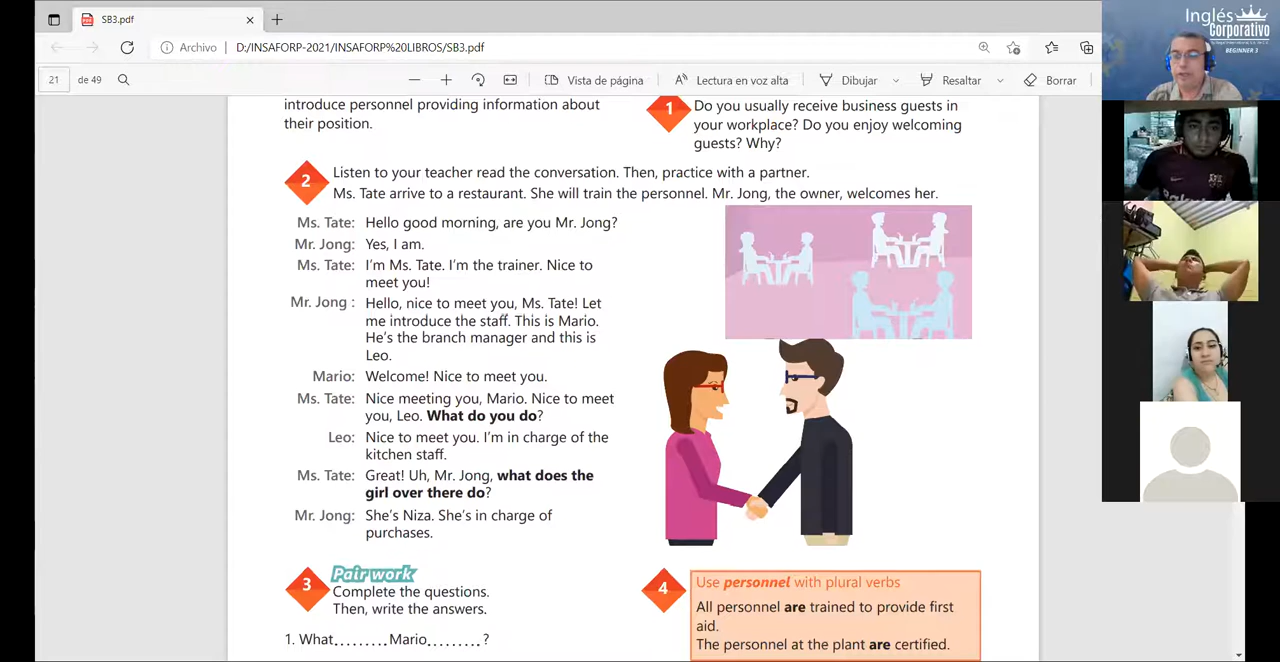 SB3.pdf
Archivo
D:/INSAFORP-2021/INSAFORP%20LIBROS/SB3.pdf
21
de 49
Vista de página
Lectura en voz alta
Dibujar
Resaltar
Borrar
Inglés
Corporativo
BEGINNER 3
introduce personnel providing information about
their position.
1
Do you usually receive business guests in
your workplace? Do you enjoy welcoming
guests? Why?
2
Listen to your teacher read the conversation. Then, practice with a partner.
Ms. Tate arrive to a restaurant. She will train the personnel. Mr. Jong, the owner, welcomes her.
Ms. Tate: Hello good morning, are you Mr. Jong?
Mr. Jong: Yes, I am.
Ms. Tate: I'm Ms. Tate. I'm the trainer. Nice to
meet you!
Mr. Jong : Hello, nice to meet you, Ms. Tate! Let
me introduce the staff. This is Mario.
He's the branch manager and this is
Leo.
Mario: Welcome! Nice to meet you.
Ms. Tate: Nice meeting you, Mario. Nice to meet
you, Leo. What do you do?
Leo: Nice to meet you. I'm in charge of the
kitchen staff.
Ms. Tate: Great! Uh, Mr. Jong, what does the
girl over there do?
Mr. Jong: She's Niza. She's in charge of
purchases.
3
Pair work
Complete the questions.
Then, write the answers.
1. What......... Mario.........?
4
Use personnel with plural verbs
All personnel are trained to provide first
aid.
The personnel at the plant are certified.